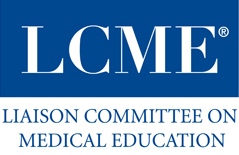 LCME®
LIAISON COMMITTEE ON
MEDICAL EDUCATION